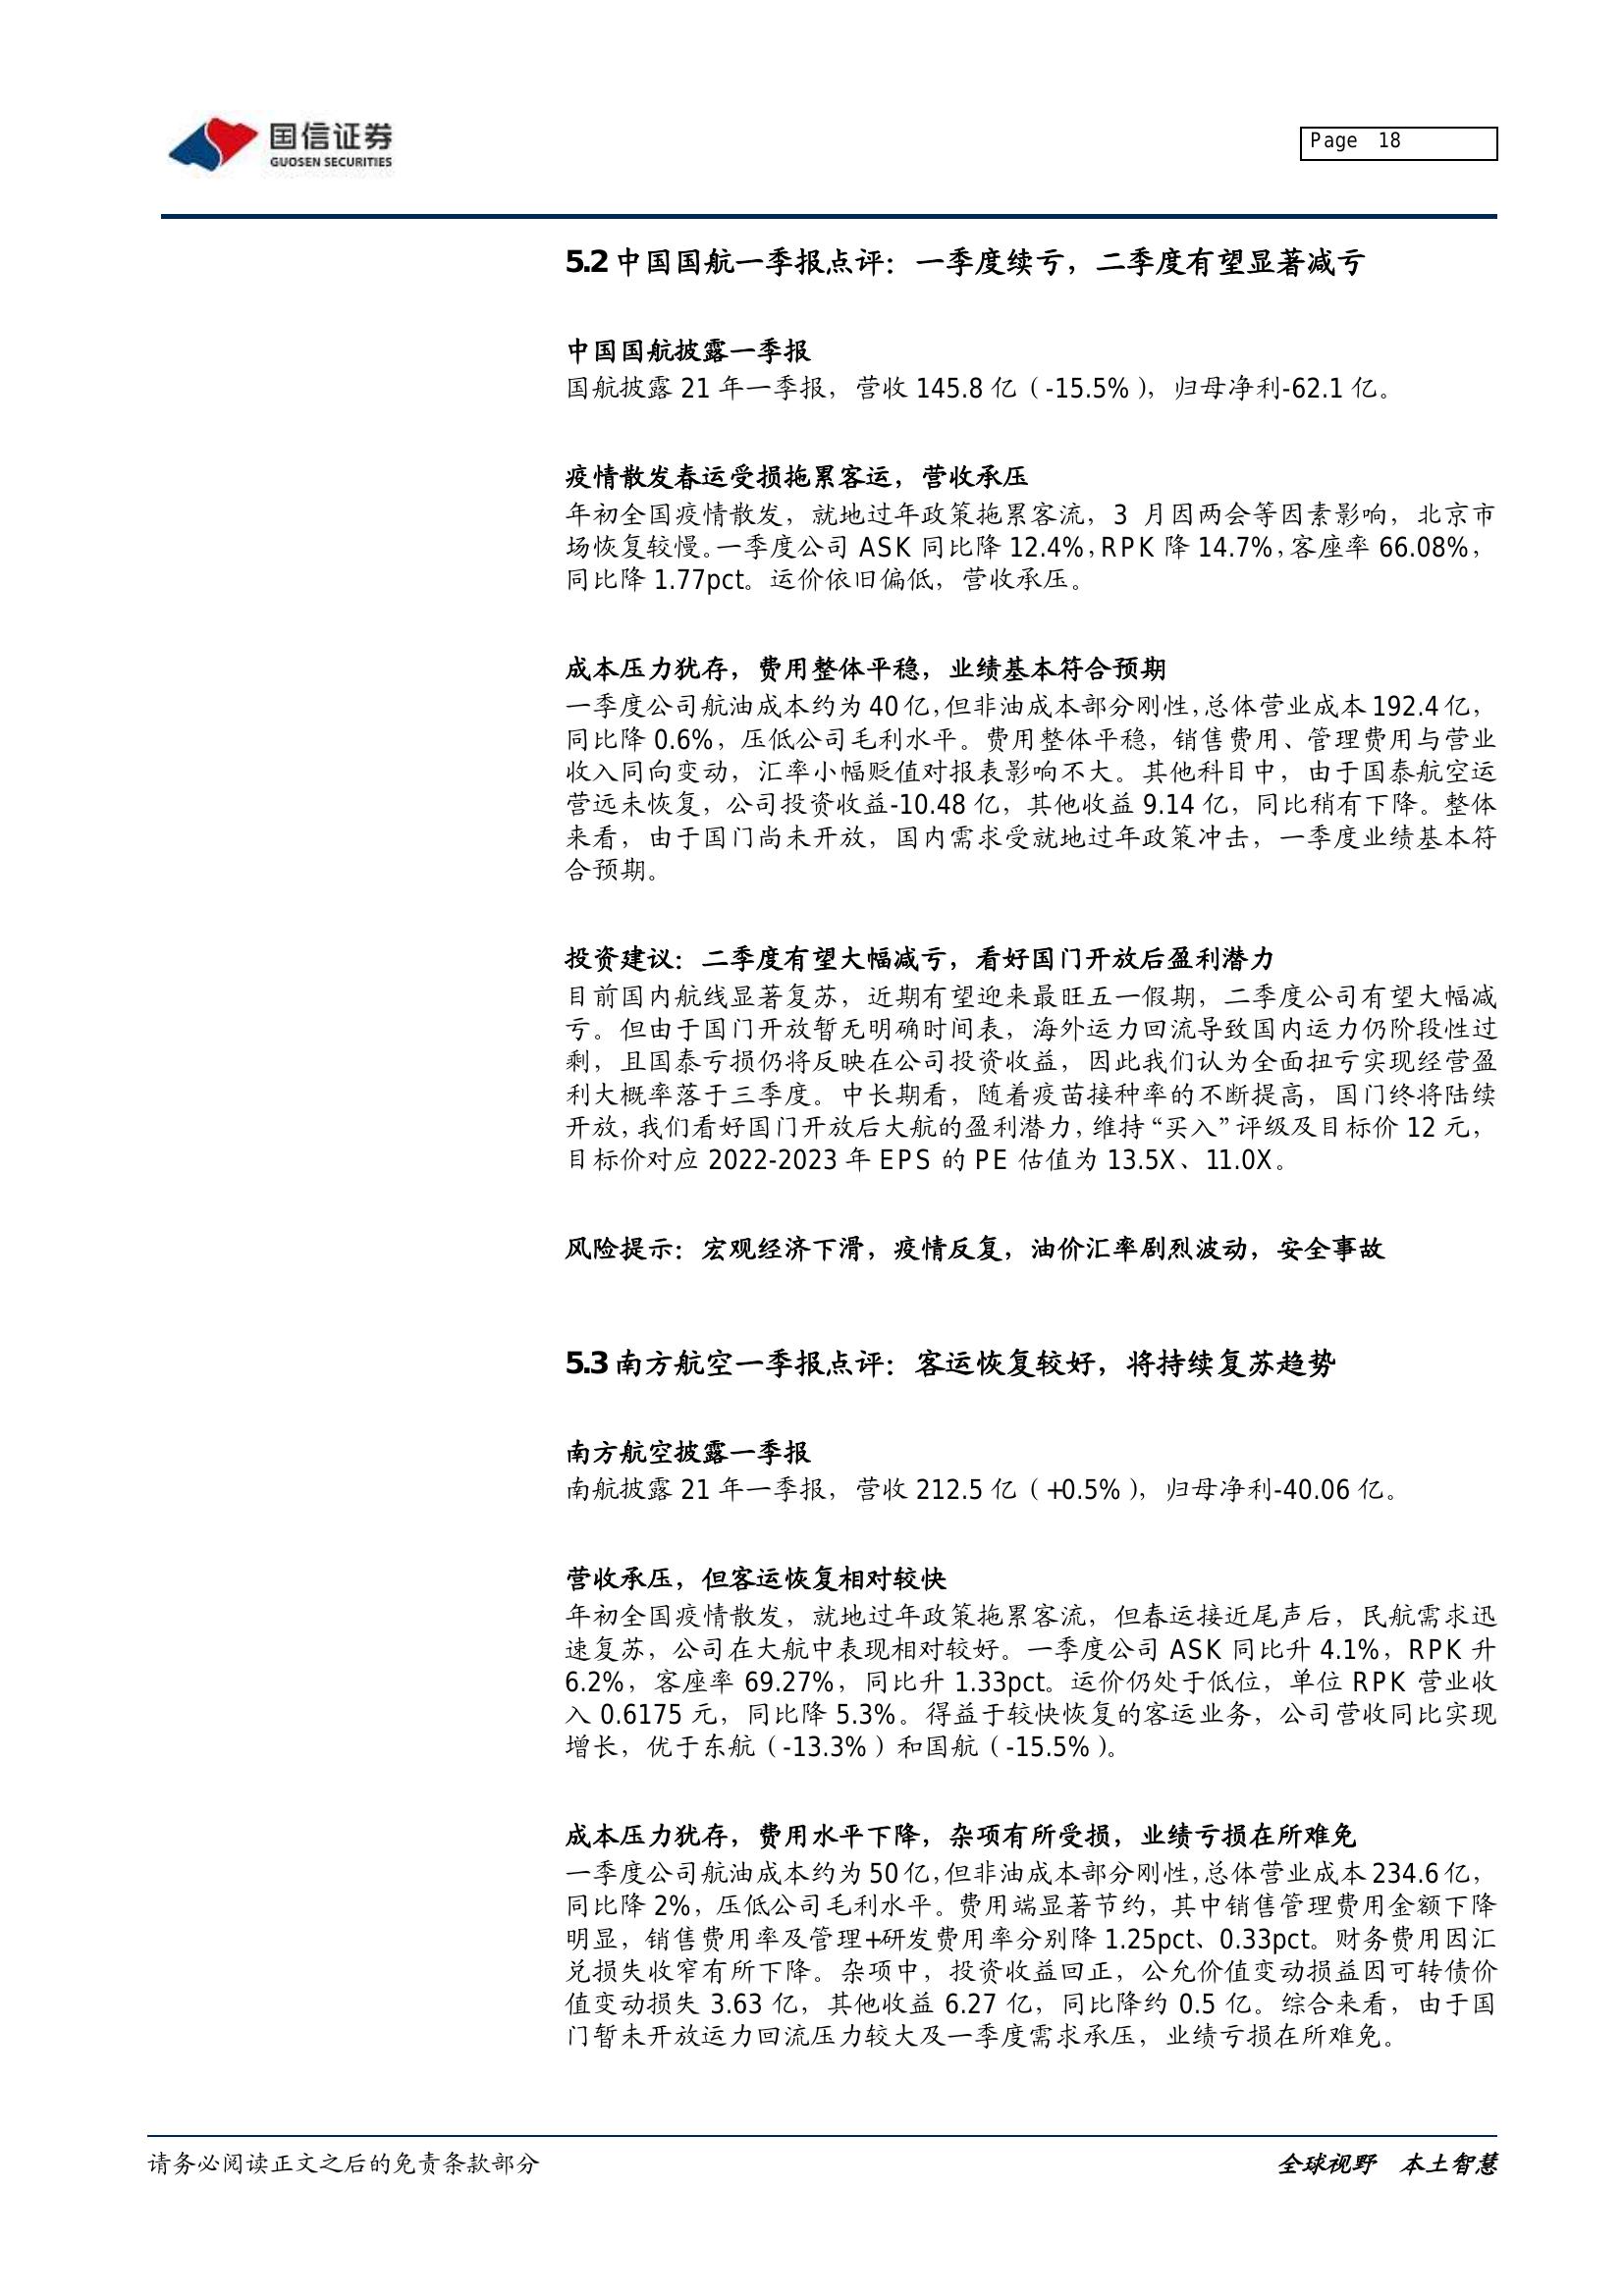 国信证券
GUOSEN SECURITIES
Page 18
5.2 中国国航一季报点评：一季度续亏，二季度有望显著减亏
中国国航披露一季报
国航披露 21 年一季报，营收 145.8 亿（-15.5%），归母净利-62.1 亿。
疫情散发春运受损拖累客运，营收承压
年初全国疫情散发，就地过年政策拖累客流，3 月因两会等因素影响，北京市
场恢复较慢。一季度公司 ASK 同比降 12.4%，RPK 降 14.7%，客座率 66.08%，
同比降 1.77pct。运价依旧偏低，营收承压。
成本压力犹存，费用整体平稳，业绩基本符合预期
一季度公司航油成本约为 40 亿，但非油成本部分刚性，总体营业成本 192.4 亿，
同比降 0.6%，压低公司毛利水平。费用整体平稳，销售费用、管理费用与营业
收入同向变动，汇率小幅贬值对报表影响不大。其他科目中，由于国泰航空运
营远未恢复，公司投资收益-10.48 亿，其他收益 9.14 亿，同比稍有下降。整体
来看，由于国门尚未开放，国内需求受就地过年政策冲击，一季度业绩基本符
合预期。
投资建议：二季度有望大幅减亏，看好国门开放后盈利潜力
目前国内航线显著复苏，近期有望迎来最旺五一假期，二季度公司有望大幅减
亏。但由于国门开放暂无明确时间表，海外运力回流导致国内运力仍阶段性过
剩，且国泰亏损仍将反映在公司投资收益，因此我们认为全面扭亏实现经营盈
利大概率落于三季度。中长期看，随着疫苗接种率的不断提高，国门终将陆续
开放，我们看好国门开放后大航的盈利潜力，维持“买入”评级及目标价 12 元，
目标价对应 2022-2023 年 EPS 的 PE 估值为 13.5X、11.0X。
风险提示：宏观经济下滑，疫情反复，油价汇率剧烈波动，安全事故
5.3 南方航空一季报点评：客运恢复较好，将持续复苏趋势
南方航空披露一季报
南航披露 21 年一季报，营收 212.5 亿（+0.5%），归母净利-40.06 亿。
营收承压，但客运恢复相对较快
年初全国疫情散发，就地过年政策拖累客流，但春运接近尾声后，民航需求迅
速复苏，公司在大航中表现相对较好。一季度公司 ASK 同比升 4.1%，RPK 升
6.2%，客座率 69.27%，同比升 1.33pct。运价仍处于低位，单位 RPK 营业收
入 0.6175 元，同比降 5.3%。得益于较快恢复的客运业务，公司营收同比实现
增长，优于东航（-13.3%）和国航（-15.5%）。
成本压力犹存，费用水平下降，杂项有所受损，业绩亏损在所难免
一季度公司航油成本约为 50 亿，但非油成本部分刚性，总体营业成本 234.6 亿，
同比降 2%，压低公司毛利水平。费用端显著节约，其中销售管理费用金额下降
明显，销售费用率及管理+研发费用率分别降 1.25pct、0.33pct。财务费用因汇
兑损失收窄有所下降。杂项中，投资收益回正，公允价值变动损益因可转债价
值变动损失 3.63 亿，其他收益 6.27 亿，同比降约 0.5 亿。综合来看，由于国
门暂未开放运力回流压力较大及一季度需求承压，业绩亏损在所难免。
请务必阅读正文之后的免责条款部分
全球视野 本土智慧